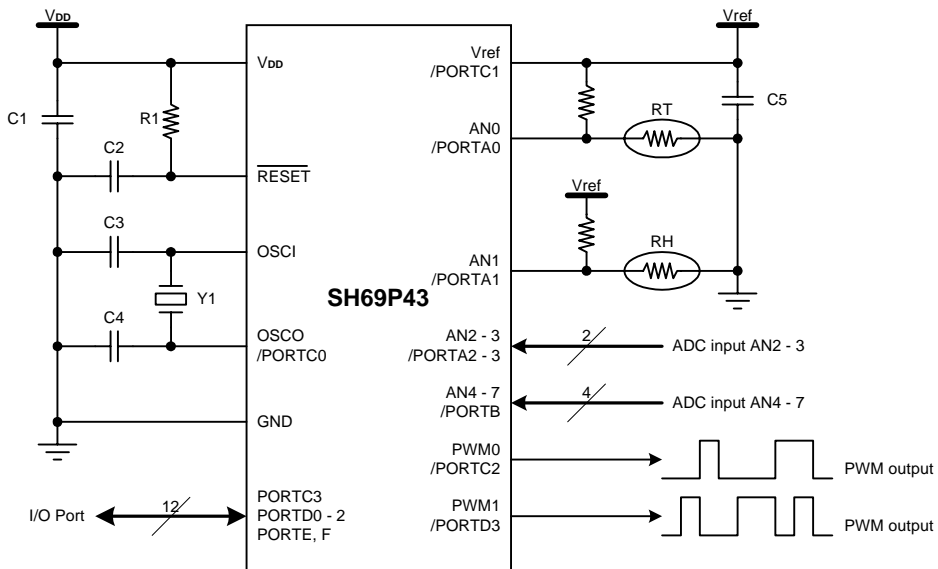 VDD
Vref
C1
R1
C2
C3
C4
Y1
VDD
RESET
OSCI
OSCO
/PORTC0
GND
I/O Port
12
PORTC3
PORTD0 - 2
PORTE, F
SH69P43
Vref
/PORTC1
AN0
/PORTA0
AN1
/PORTA1
AN2 - 3
/PORTA2 - 3
AN4 - 7
/PORTB
PWM0
/PORTC2
PWM1
/PORTD3
RT
C5
Vref
RH
2
ADC input AN2 - 3
4
ADC input AN4 - 7
PWM output
PWM output